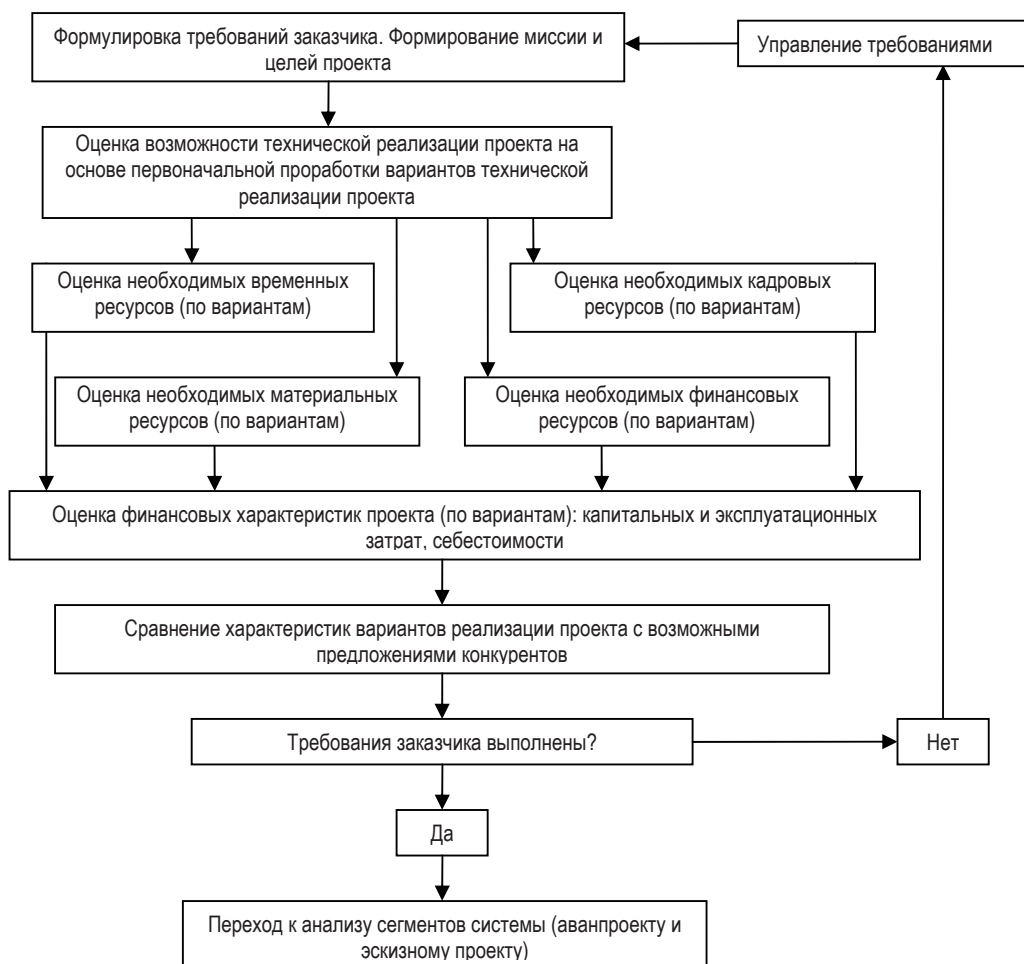 Формулировка требований заказчика. Формирование миссии и
целей проекта
Управление требованиями
Оценка возможности технической реализации проекта на
основе первоначальной проработки вариантов технической
реализации проекта
Оценка необходимых временных
ресурсов (по вариантам)
Оценка необходимых кадровых
ресурсов (по вариантам)
Оценка необходимых материальных
ресурсов (по вариантам)
Оценка необходимых финансовых
ресурсов (по вариантам)
Оценка финансовых характеристик проекта (по вариантам): капитальных и эксплуатационных
затрат, себестоимости
Сравнение характеристик вариантов реализации проекта с возможными
предложениями конкурентов
Требования заказчика выполнены?
Нет
Да
Переход к анализу сегментов системы (аванпроекту и
эскизному проекту)